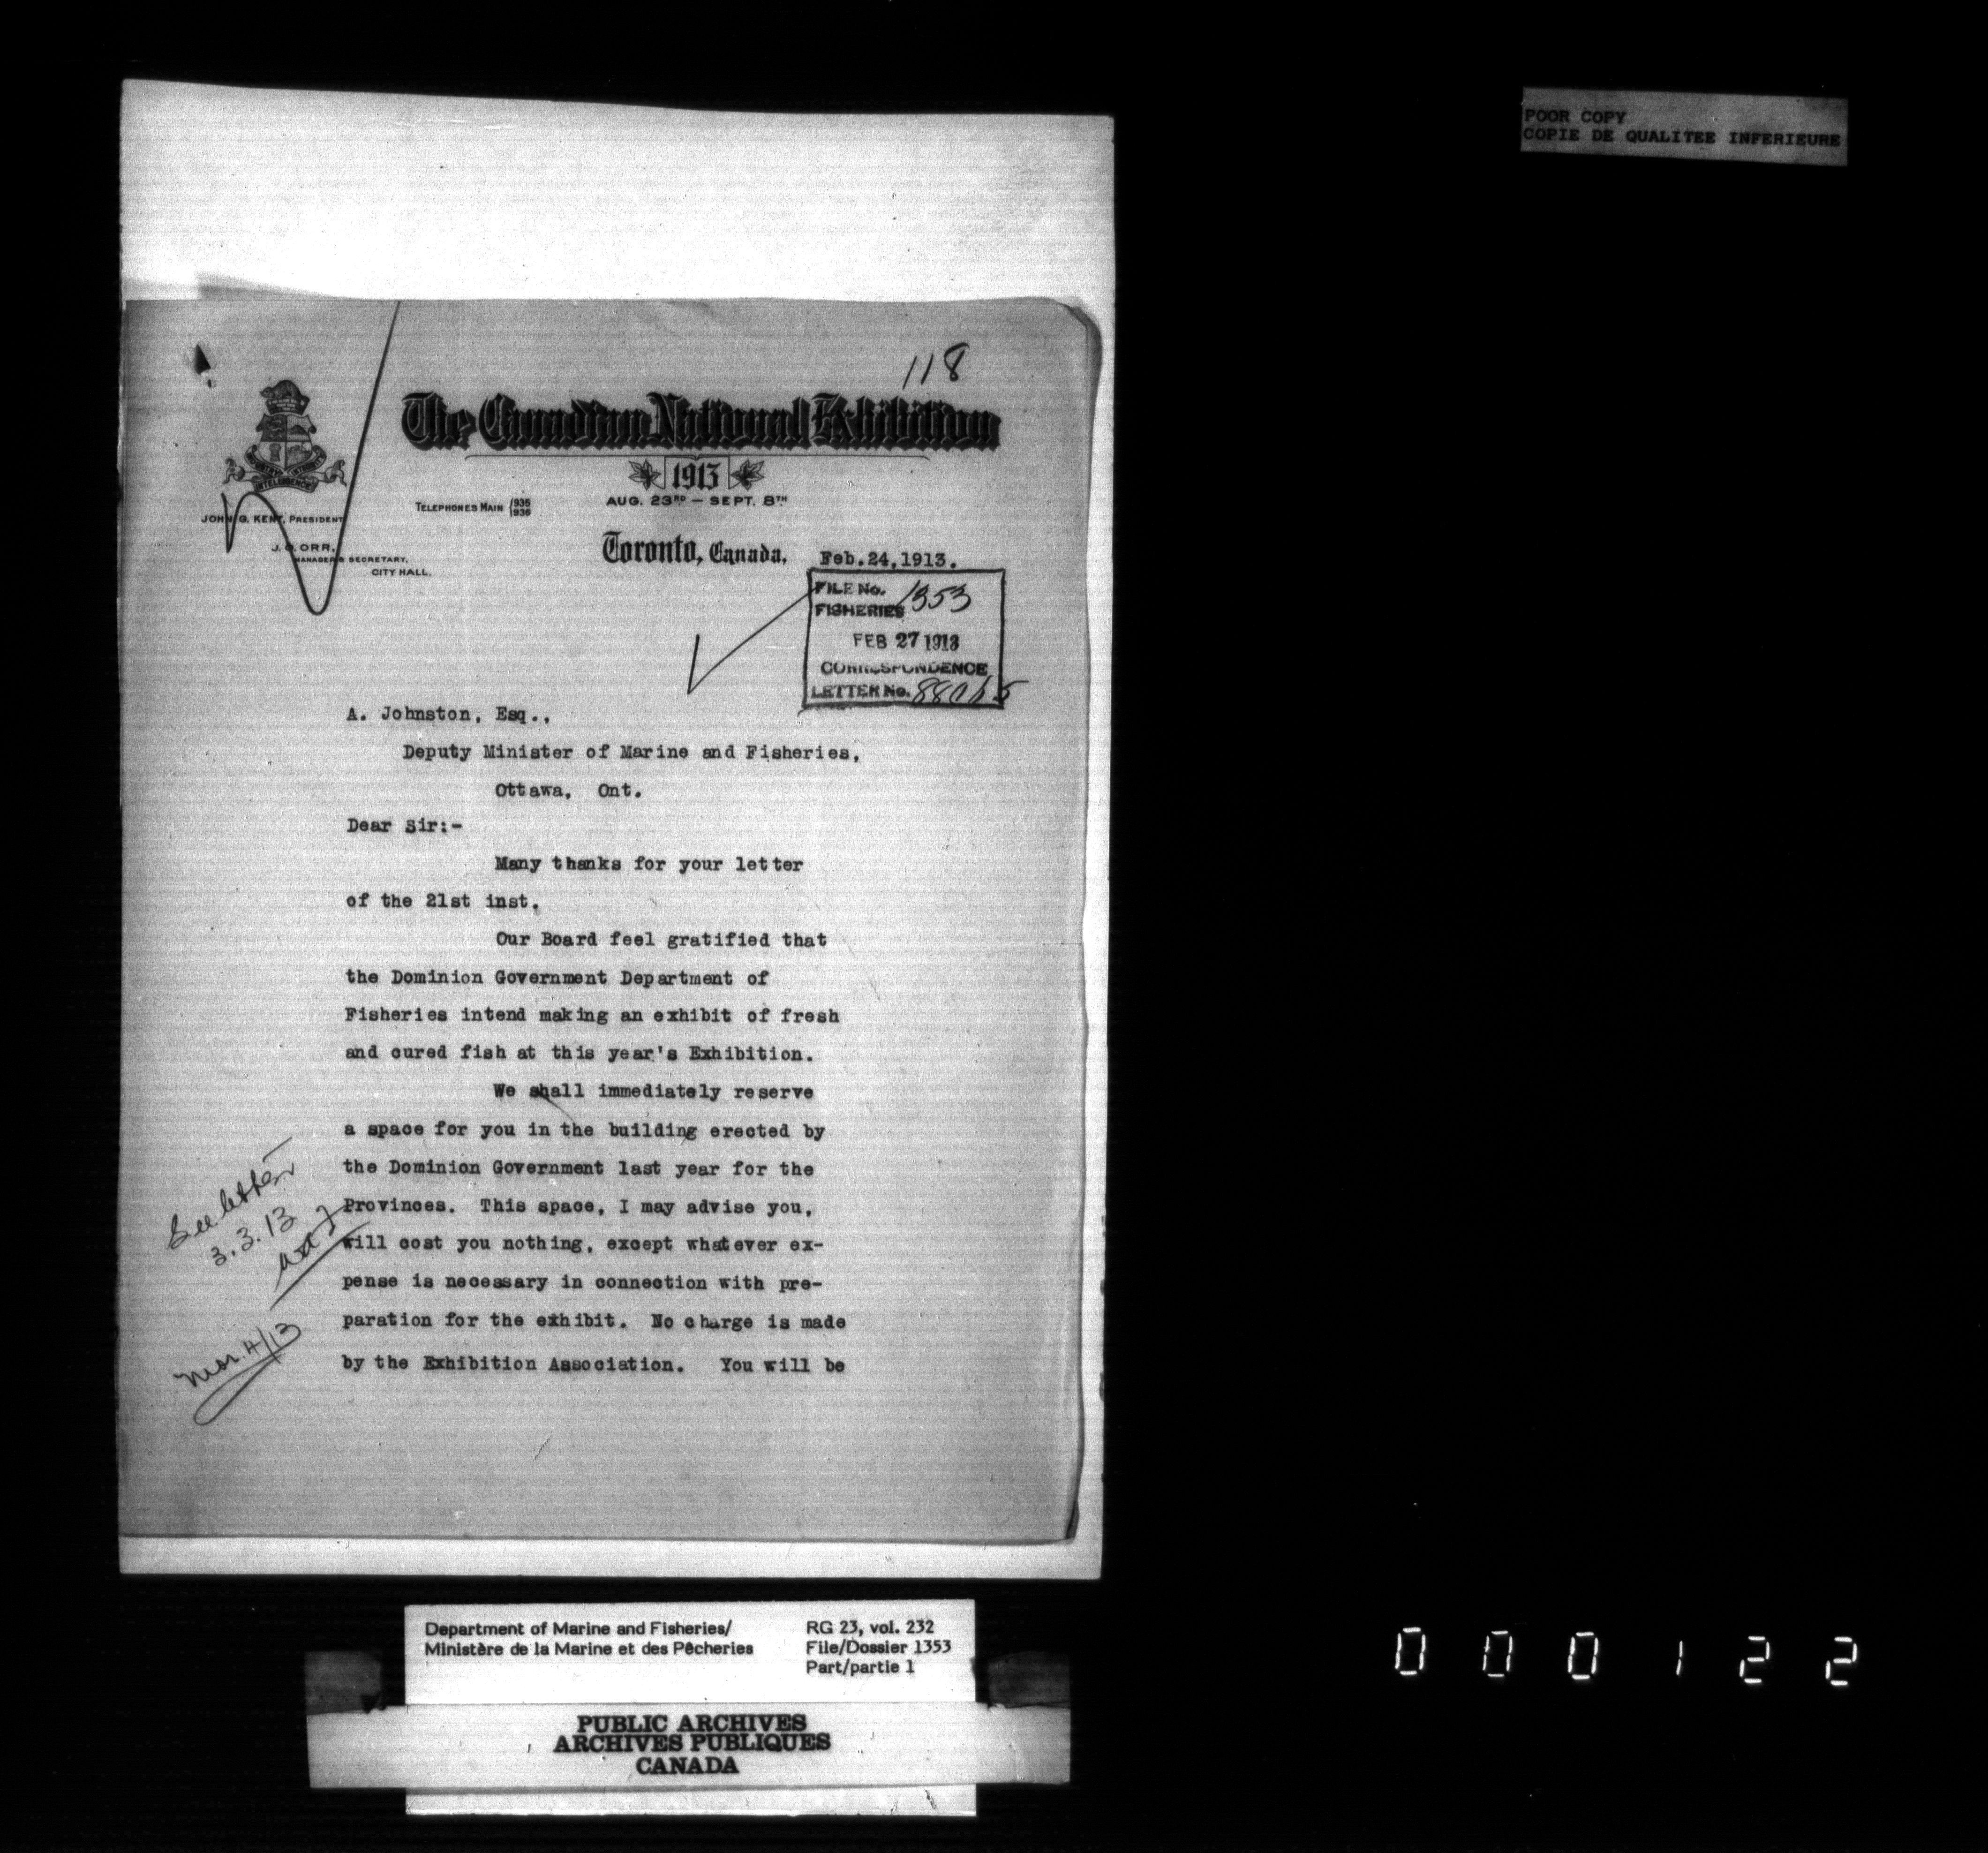 POOR COPY
COPIE DE QUALITEE INFERIEURE
118
The Canadian National Exhibition
1913
AUG. 23RD — SEPT. 8TH
TELEPHONES MAIN {936
INTELLIGENCE
JOHN G. KENT, PRESIDENT
J. O. ORR,
MANAGER & SECRETARY,
CITY HALL.
Toronto, Canada, Feb.24,1913.
FILE No. 1353
FISHERIES
FEB 27 1913
CORRESPONDENCE
LETTER No.
A. Johnston, Esq.,
Deputy Minister of Marine and Fisheries,
Ottawa, Ont.
Dear Sir:-
Many thanks for your letter
of the 21st inst.
Our Board feel gratified that
the Dominion Government Department of
Fisheries intend making an exhibit of fresh
and cured fish at this year's Exhibition.
We shall immediately reserve
a space for you in the building erected by
the Dominion Government last year for the
Provinces. This space, I may advise you,
will cost you nothing, except whatever ex-
pense is necessary in connection with pre-
paration for the exhibit. No charge is made
by the Exhibition Association. You will be
See letter
3.3.13
Mar. 4/13
Department of Marine and Fisheries/
Ministère de la Marine et des Pêcheries
RG 23, vol. 232
File/Dossier 1353
Part/partie 1
PUBLIC ARCHIVES
ARCHIVES PUBLIQUES
CANADA
0 0 0 1 2 2